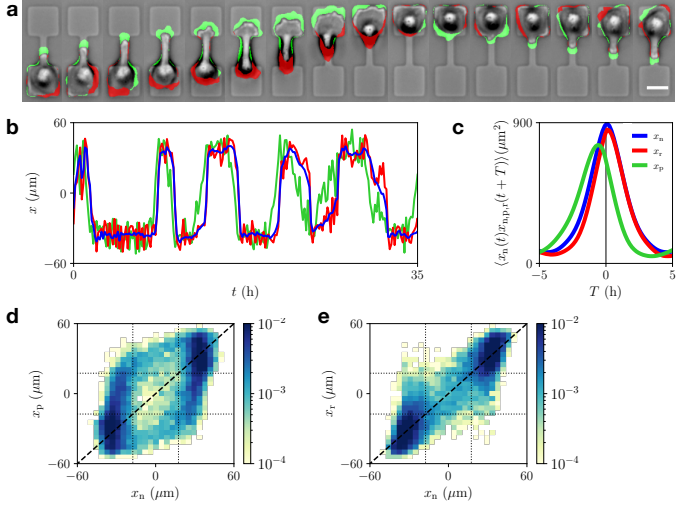 a
b
x (μm)
60
0
−60
0
t (h)
35
c
⟨x_n(t)x_{n,p,r}(t + T)⟩ (μm²)
900
0
x_n
x_r
x_p
−5
0
5
T (h)
d
x_p (μm)
60
0
−60
−60
0
60
x_n (μm)
10⁻²
10⁻³
10⁻⁴
e
x_r (μm)
60
0
−60
−60
0
60
x_n (μm)
10⁻²
10⁻³
10⁻⁴